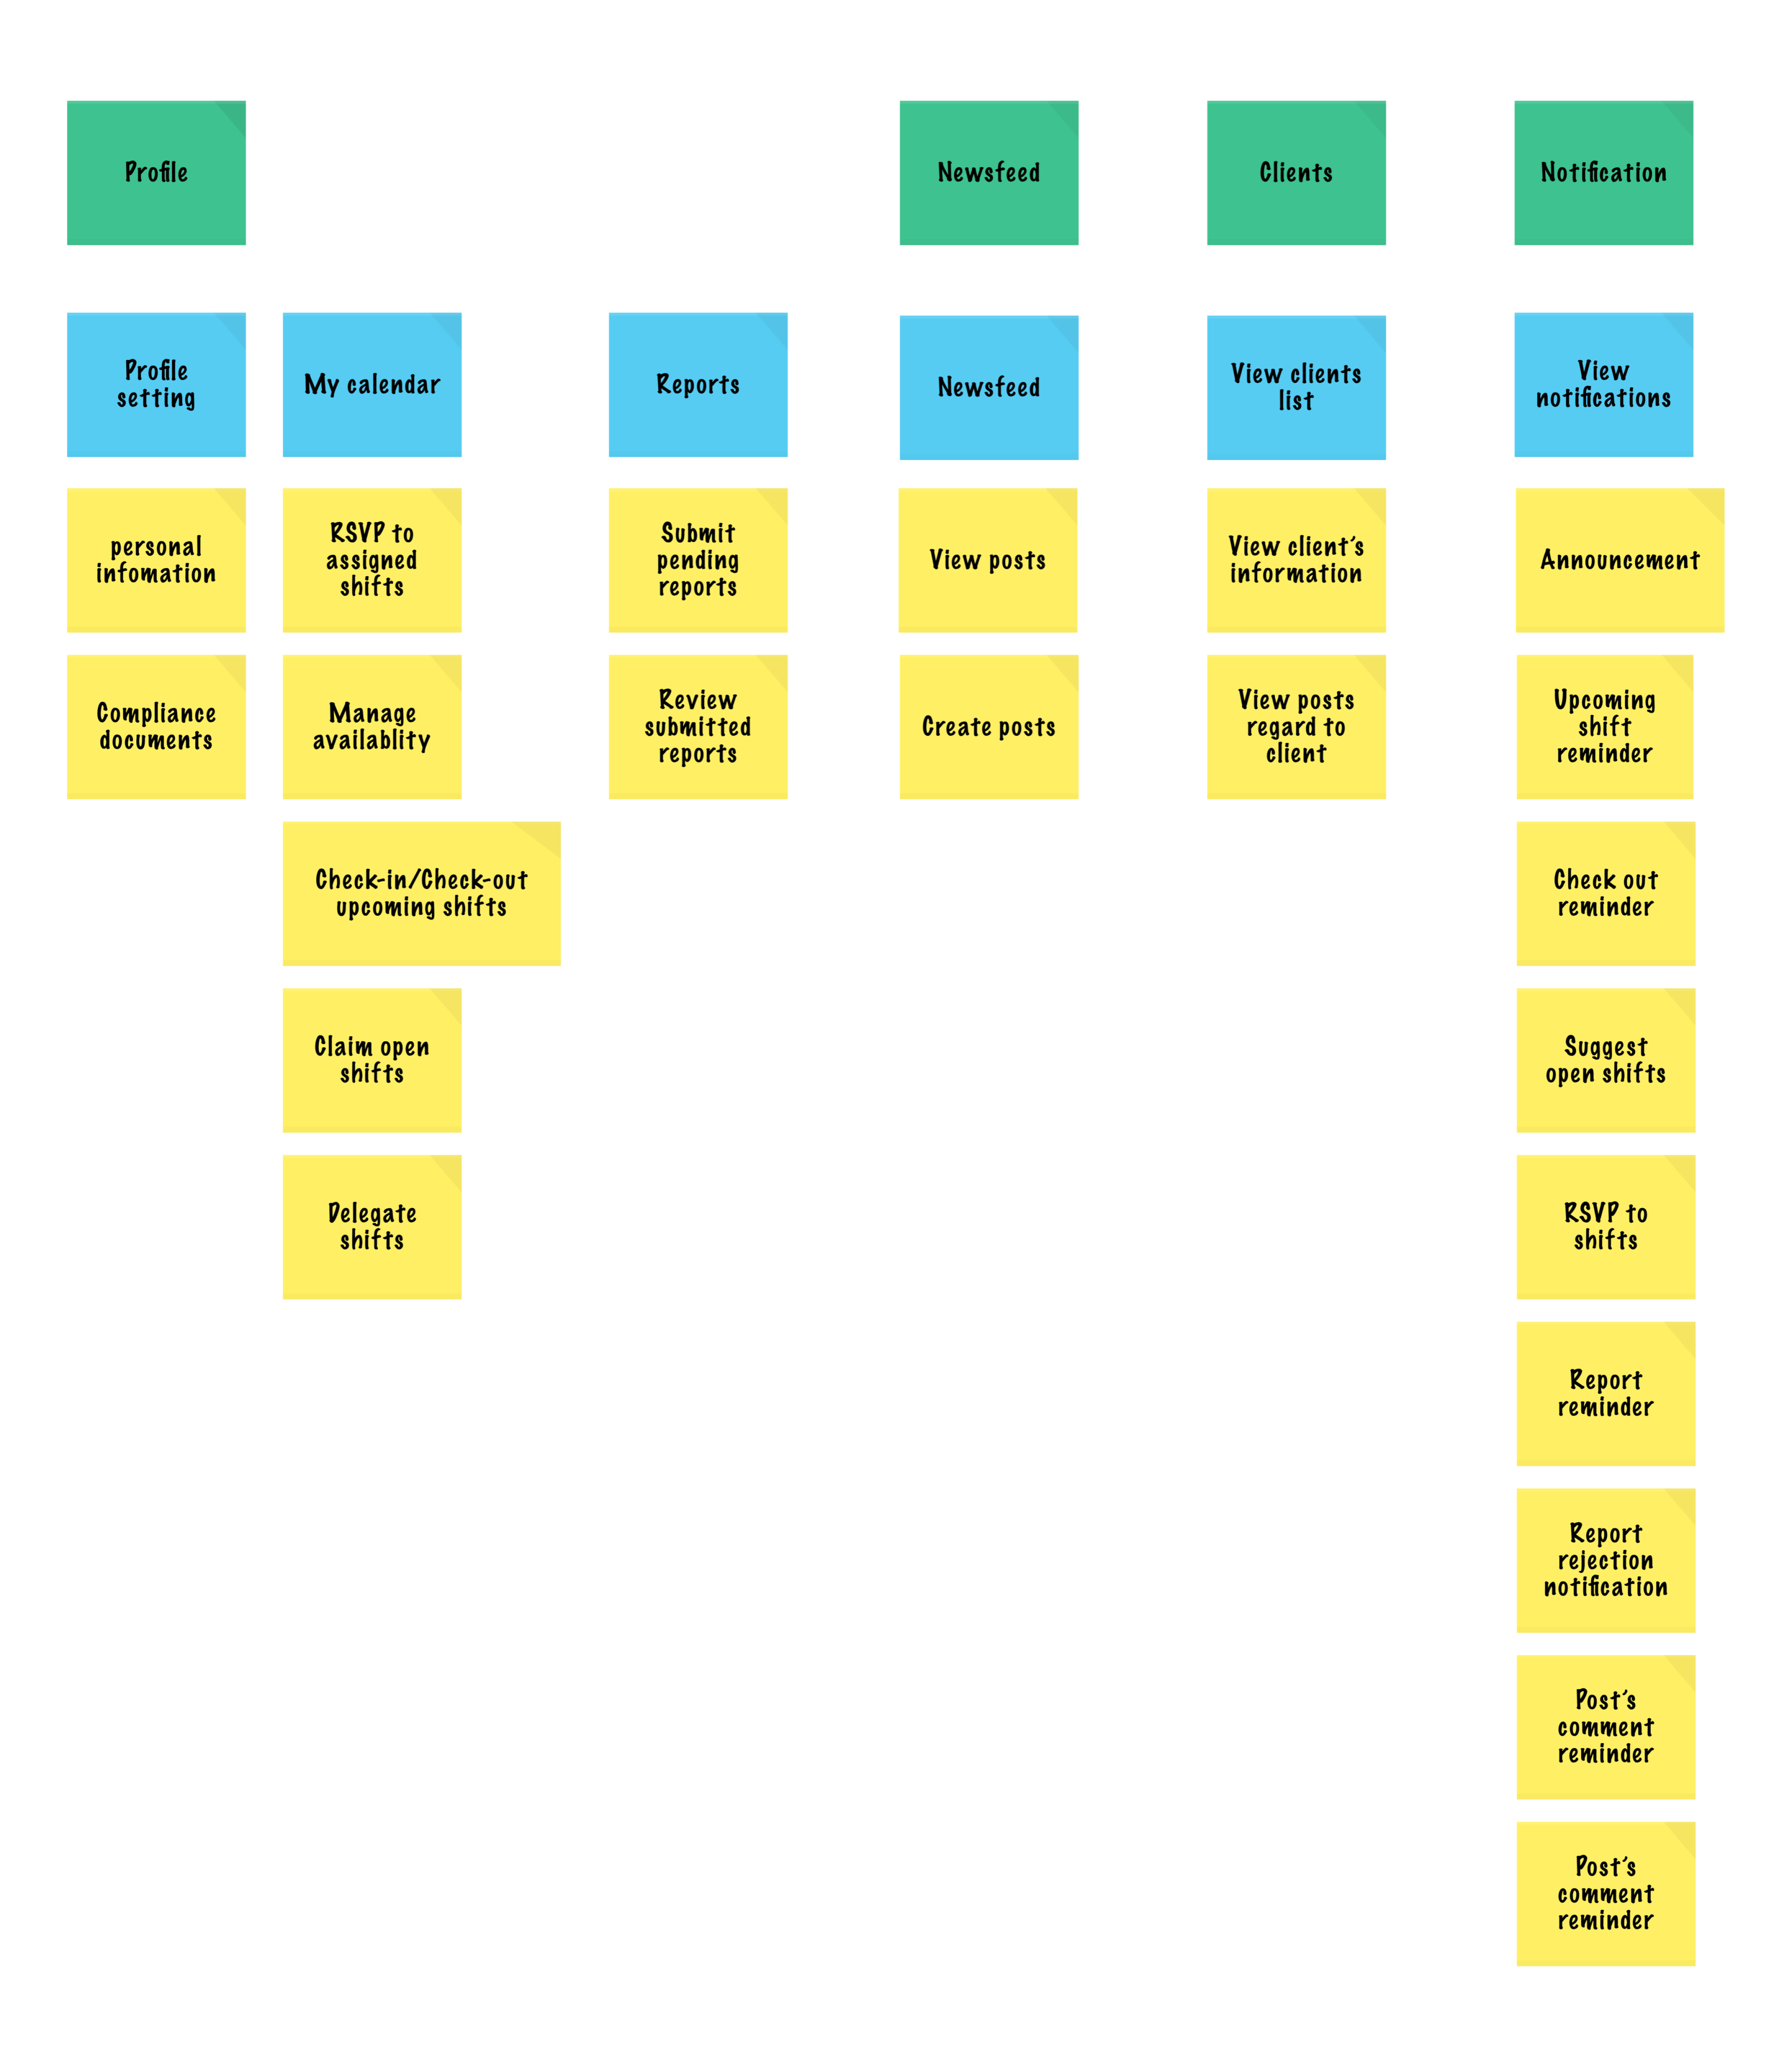 Profile
Newsfeed
Clients
Notification
Profile
setting
My calendar
Reports
Newsfeed
View clients
list
View
notifications
personal
infomation
RSVP to
assigned
shifts
Submit
pending
reports
View posts
View client's
information
Announcement
Compliance
documents
Manage
availablity
Review
submitted
reports
Create posts
View posts
regard to
client
Upcoming
shift
reminder
Check-in/Check-out
upcoming shifts
Check out
reminder
Claim open
shifts
Suggest
open shifts
Delegate
shifts
RSVP to
shifts
Report
reminder
Report
rejection
notification
Post's
comment
reminder
Post's
comment
reminder